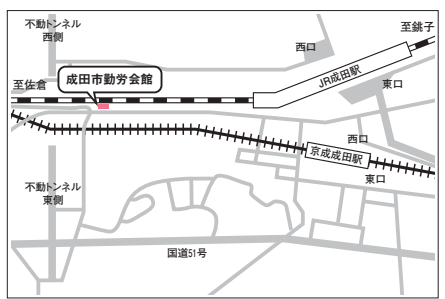 不動トンネル
西側
至銚子
西口
JR成田駅
至佐倉
成田市勤労会館
東口
西口
京成成田駅
東口
不動トンネル
東側
国道51号